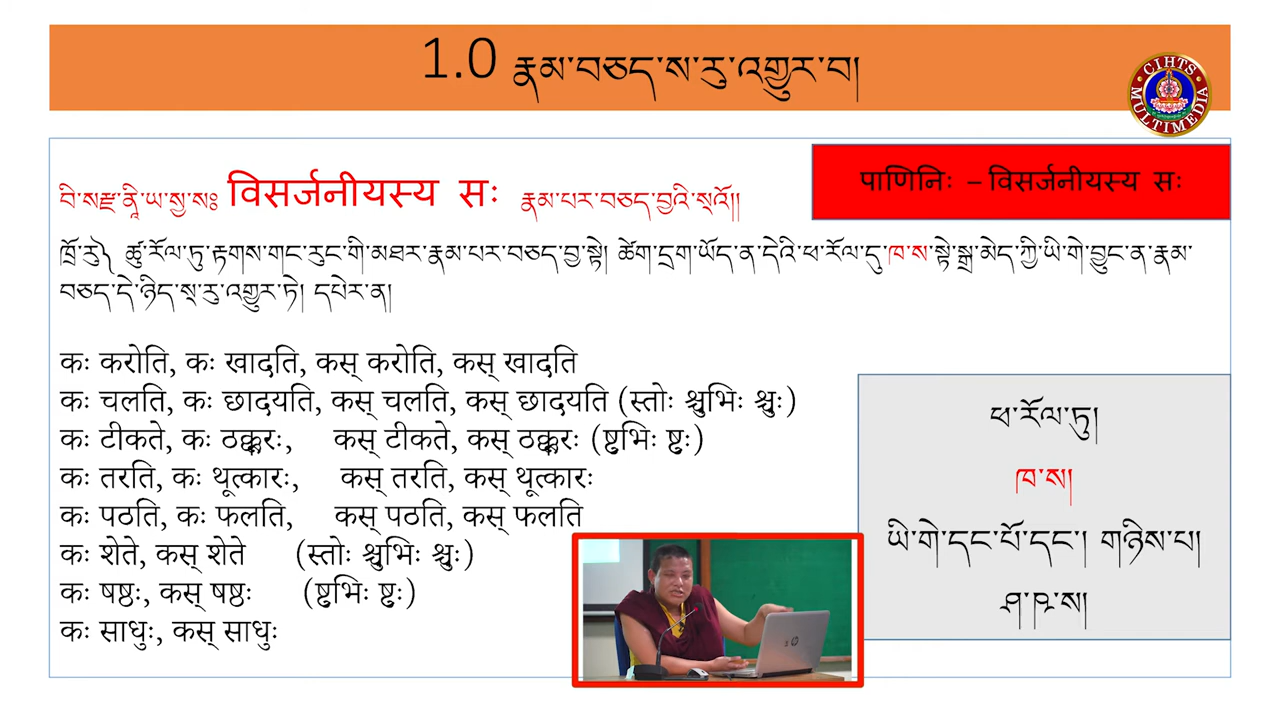 1.0 རྣམ་བཅད་ས་རུ་འགྱུར་བ།
CIHTS
MULTIMEDIA
पाणिनिः – विसर्जनीयस्य सः
བི་སརྫ་ནཱི་ཡ་སྱ་སཿ विसर्जनीयस्य सः རྣམ་པར་བཅད་བྱའི་སའོ།།
ཁྲོ་རུ༽ ཚུ་རོལ་ཏུ་རྟགས་གང་རུང་གི་མཐར་རྣམ་པར་བཅད་བྱ་སྟེ། ཚེག་དྲག་ཡོད་ན་དེའི་ཕ་རོལ་དུ་ཁ་ས་སྟེ་སྒྲ་མེད་ཀྱི་ཡི་གེ་བྱུང་ན་རྣམ་
བཅད་དེ་ཉིད་ས་རུ་འགྱུར་ཏེ། དཔེར་ན།
कः करोति, कः खादति, कस् करोति, कस् खादति
कः चलति, कः छादयति, कस् चलति, कस् छादयति (स्तोः श्चुभिः श्चुः)
कः टीकते, कः ठक्कुरः, कस् टीकते, कस् ठक्कुरः (ष्टुभिः ष्टुः)
कः तरति, कः थूत्कारः, कस् तरति, कस् थूत्कारः
कः पठति, कः फलति, कस् पठति, कस् फलति
कः शेते, कस् शेते (स्तोः श्चुभिः श्चुः)
कः षष्ठः, कस् षष्ठः (ष्टुभिः ष्टुः)
कः साधुः, कस् साधुः
ཕ་རོལ་ཏུ།
ཁ་ས།
ཡི་གེ་དང་པོ་དང་། གཉིས་པ།
ཤ་ཥ་ས།